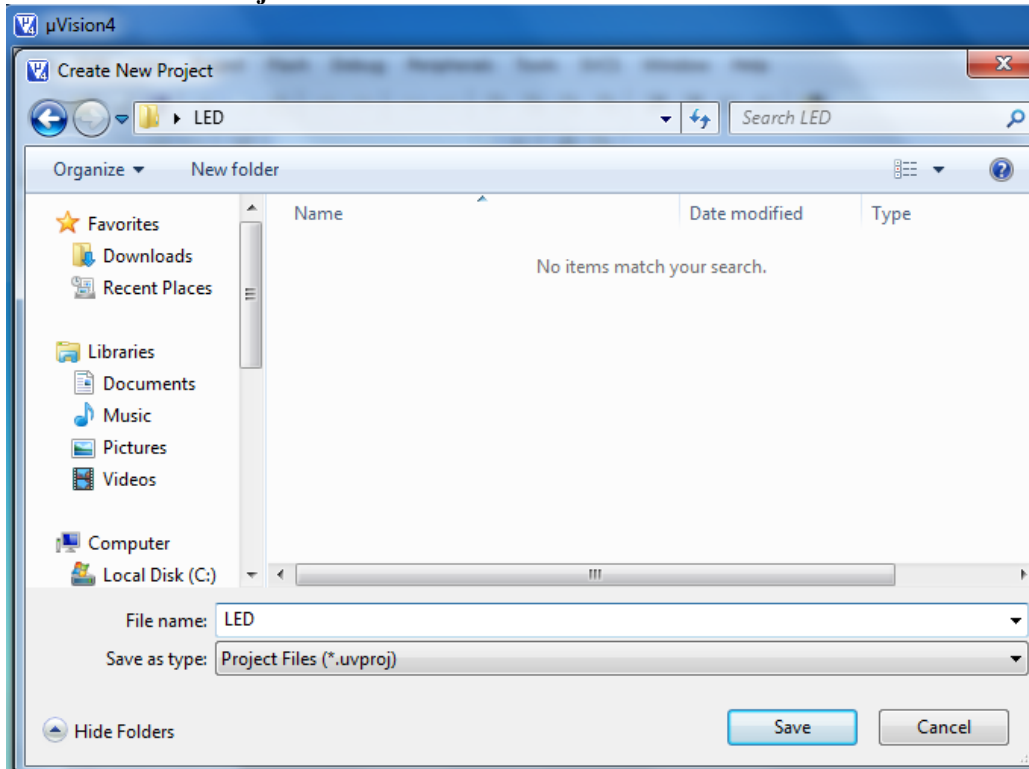 µVision4
Create New Project
LED
Search LED
Organize
New folder
Name
Date modified
Type
Favorites
Downloads
Recent Places
No items match your search.
Libraries
Documents
Music
Pictures
Videos
Computer
Local Disk (C:)
File name: LED
Save as type: Project Files (*.uvproj)
Hide Folders
Save
Cancel